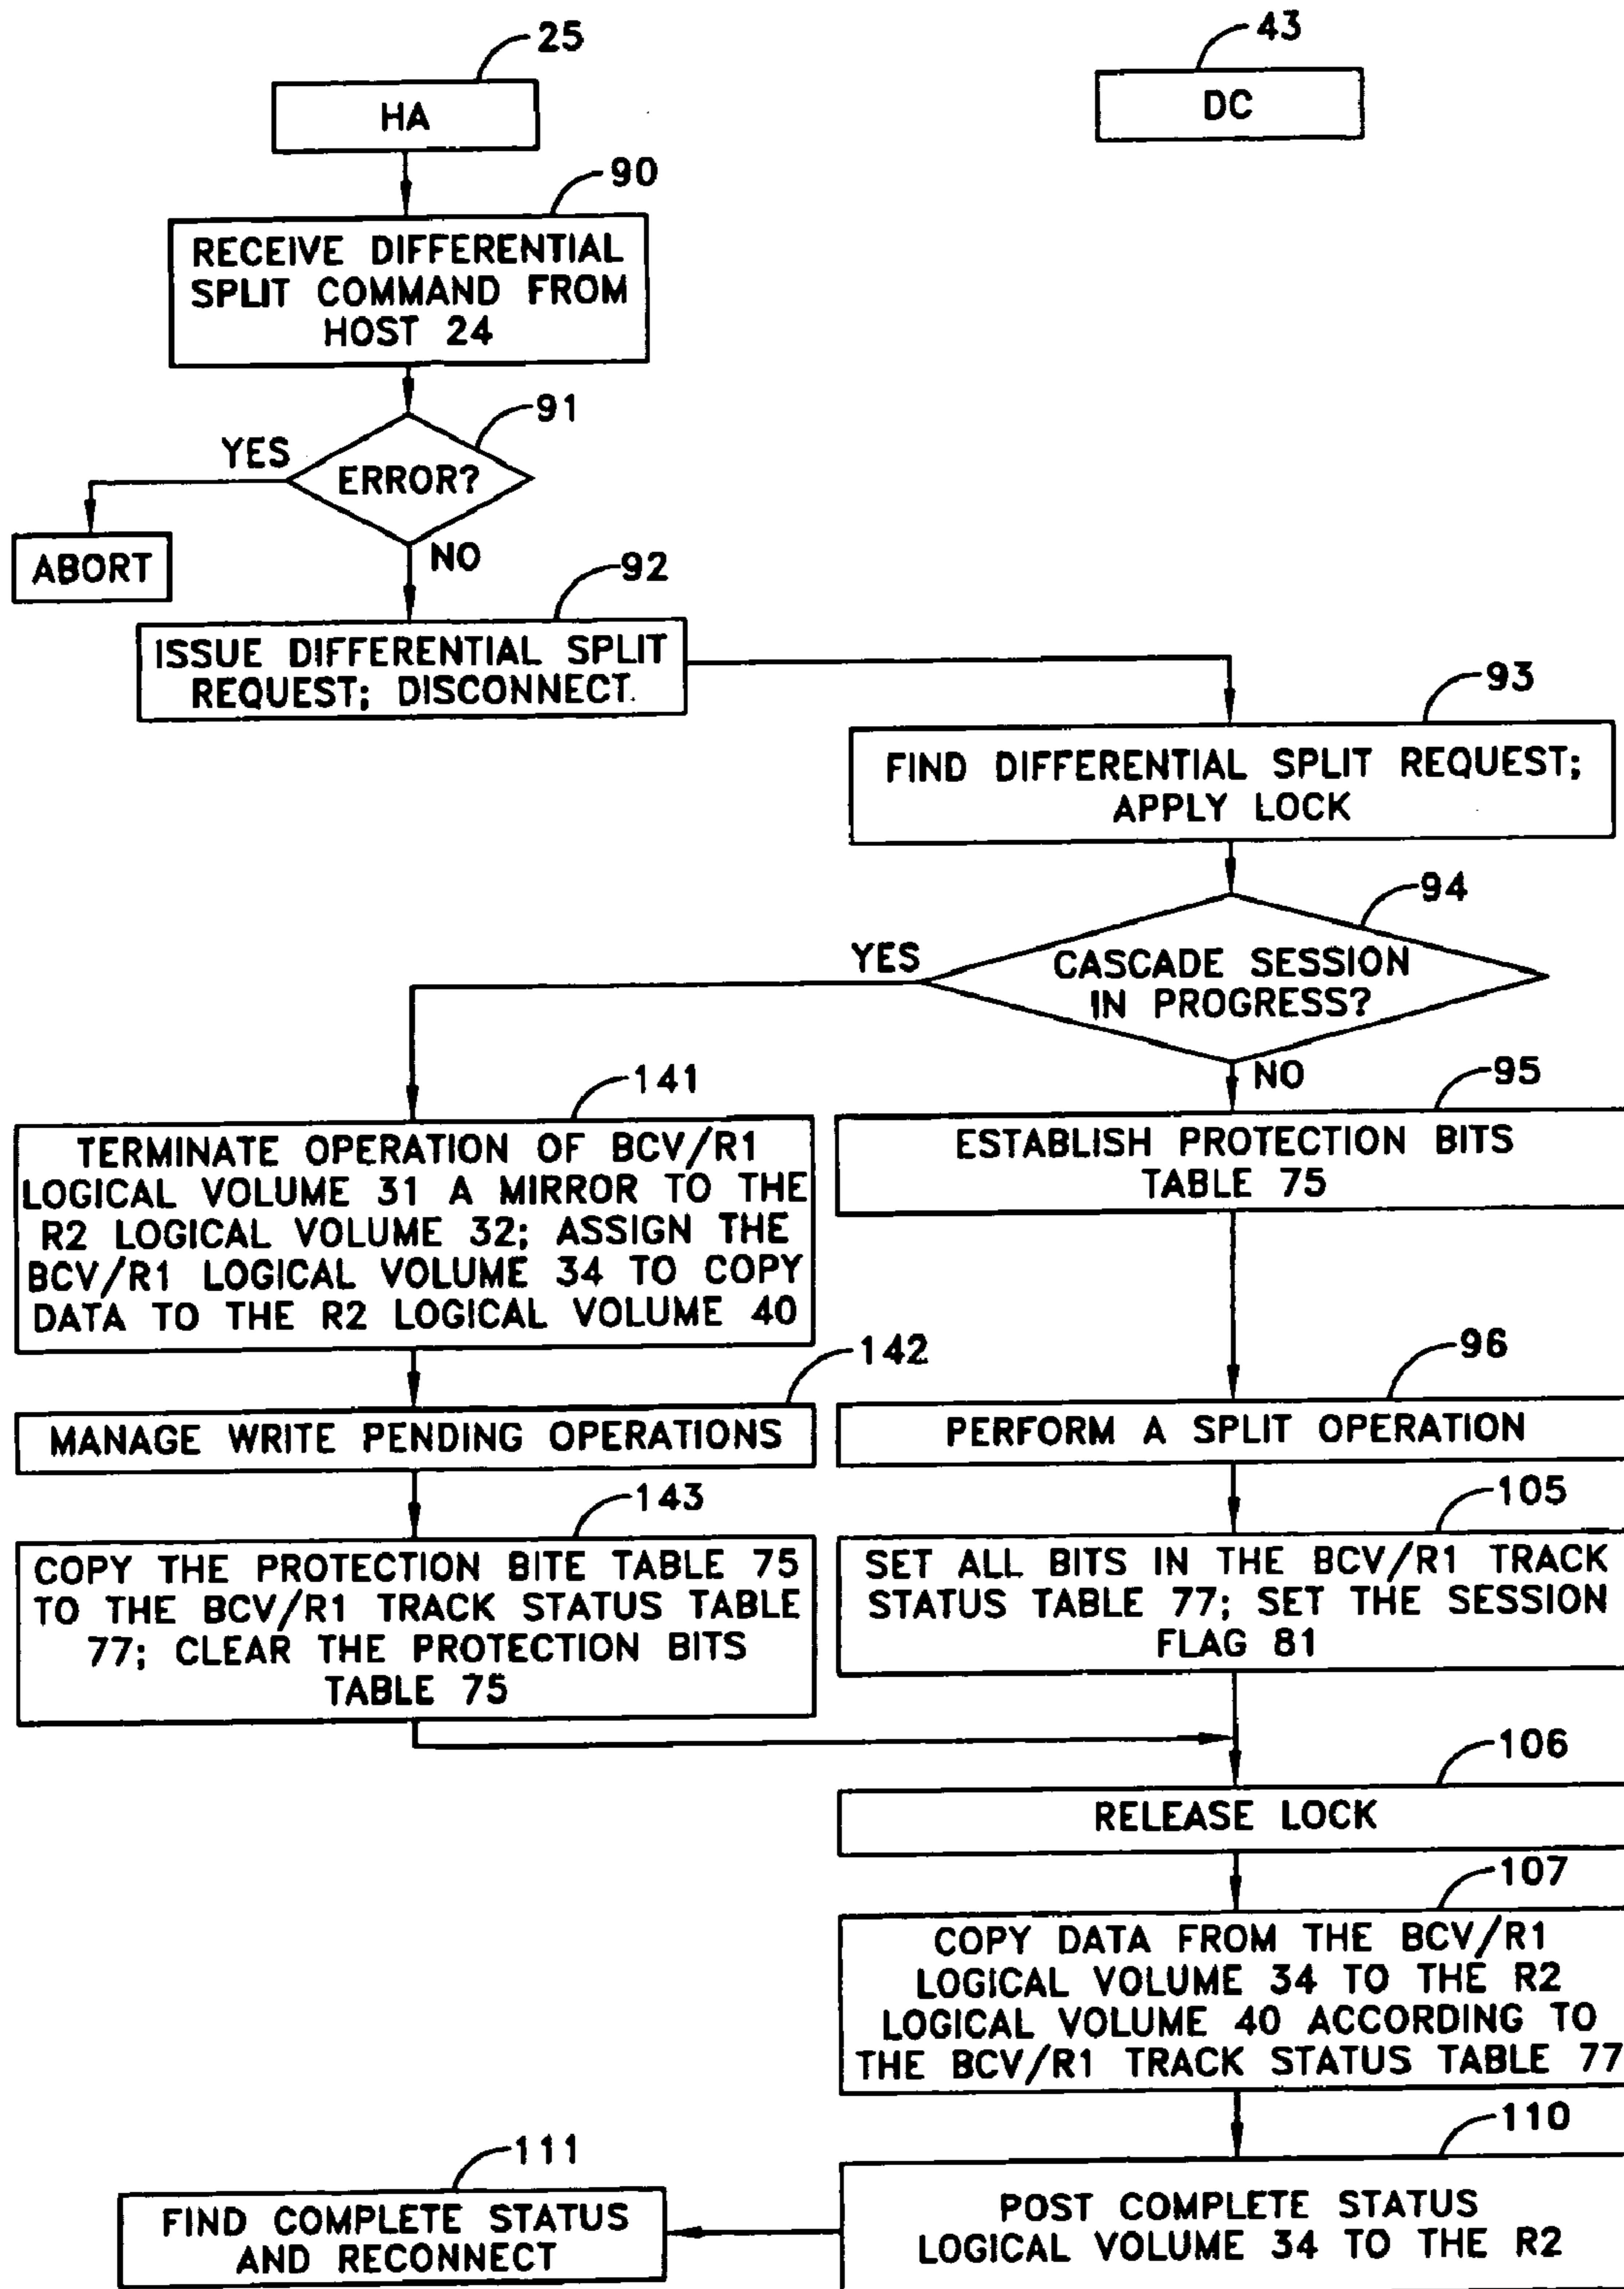 25
HA
43
DC
90
RECEIVE DIFFERENTIAL
SPLIT COMMAND FROM
HOST 24
91
YES
ERROR?
ABORT
NO
92
ISSUE DIFFERENTIAL SPLIT
REQUEST; DISCONNECT.
93
FIND DIFFERENTIAL SPLIT REQUEST;
APPLY LOCK
94
YES
CASCADE SESSION
IN PROGRESS?
NO
141
TERMINATE OPERATION OF BCV/R1
LOGICAL VOLUME 31 A MIRROR TO THE
R2 LOGICAL VOLUME 32; ASSIGN THE
BCV/R1 LOGICAL VOLUME 34 TO COPY
DATA TO THE R2 LOGICAL VOLUME 40
95
ESTABLISH PROTECTION BITS
TABLE 75
142
MANAGE WRITE PENDING OPERATIONS
96
PERFORM A SPLIT OPERATION
143
COPY THE PROTECTION BITE TABLE 75
TO THE BCV/R1 TRACK STATUS TABLE
77; CLEAR THE PROTECTION BITS
TABLE 75
105
SET ALL BITS IN THE BCV/R1 TRACK
STATUS TABLE 77; SET THE SESSION
FLAG 81
106
RELEASE LOCK
107
COPY DATA FROM THE BCV/R1
LOGICAL VOLUME 34 TO THE R2
LOGICAL VOLUME 40 ACCORDING TO
THE BCV/R1 TRACK STATUS TABLE 77
110
POST COMPLETE STATUS
LOGICAL VOLUME 34 TO THE R2
111
FIND COMPLETE STATUS
AND RECONNECT